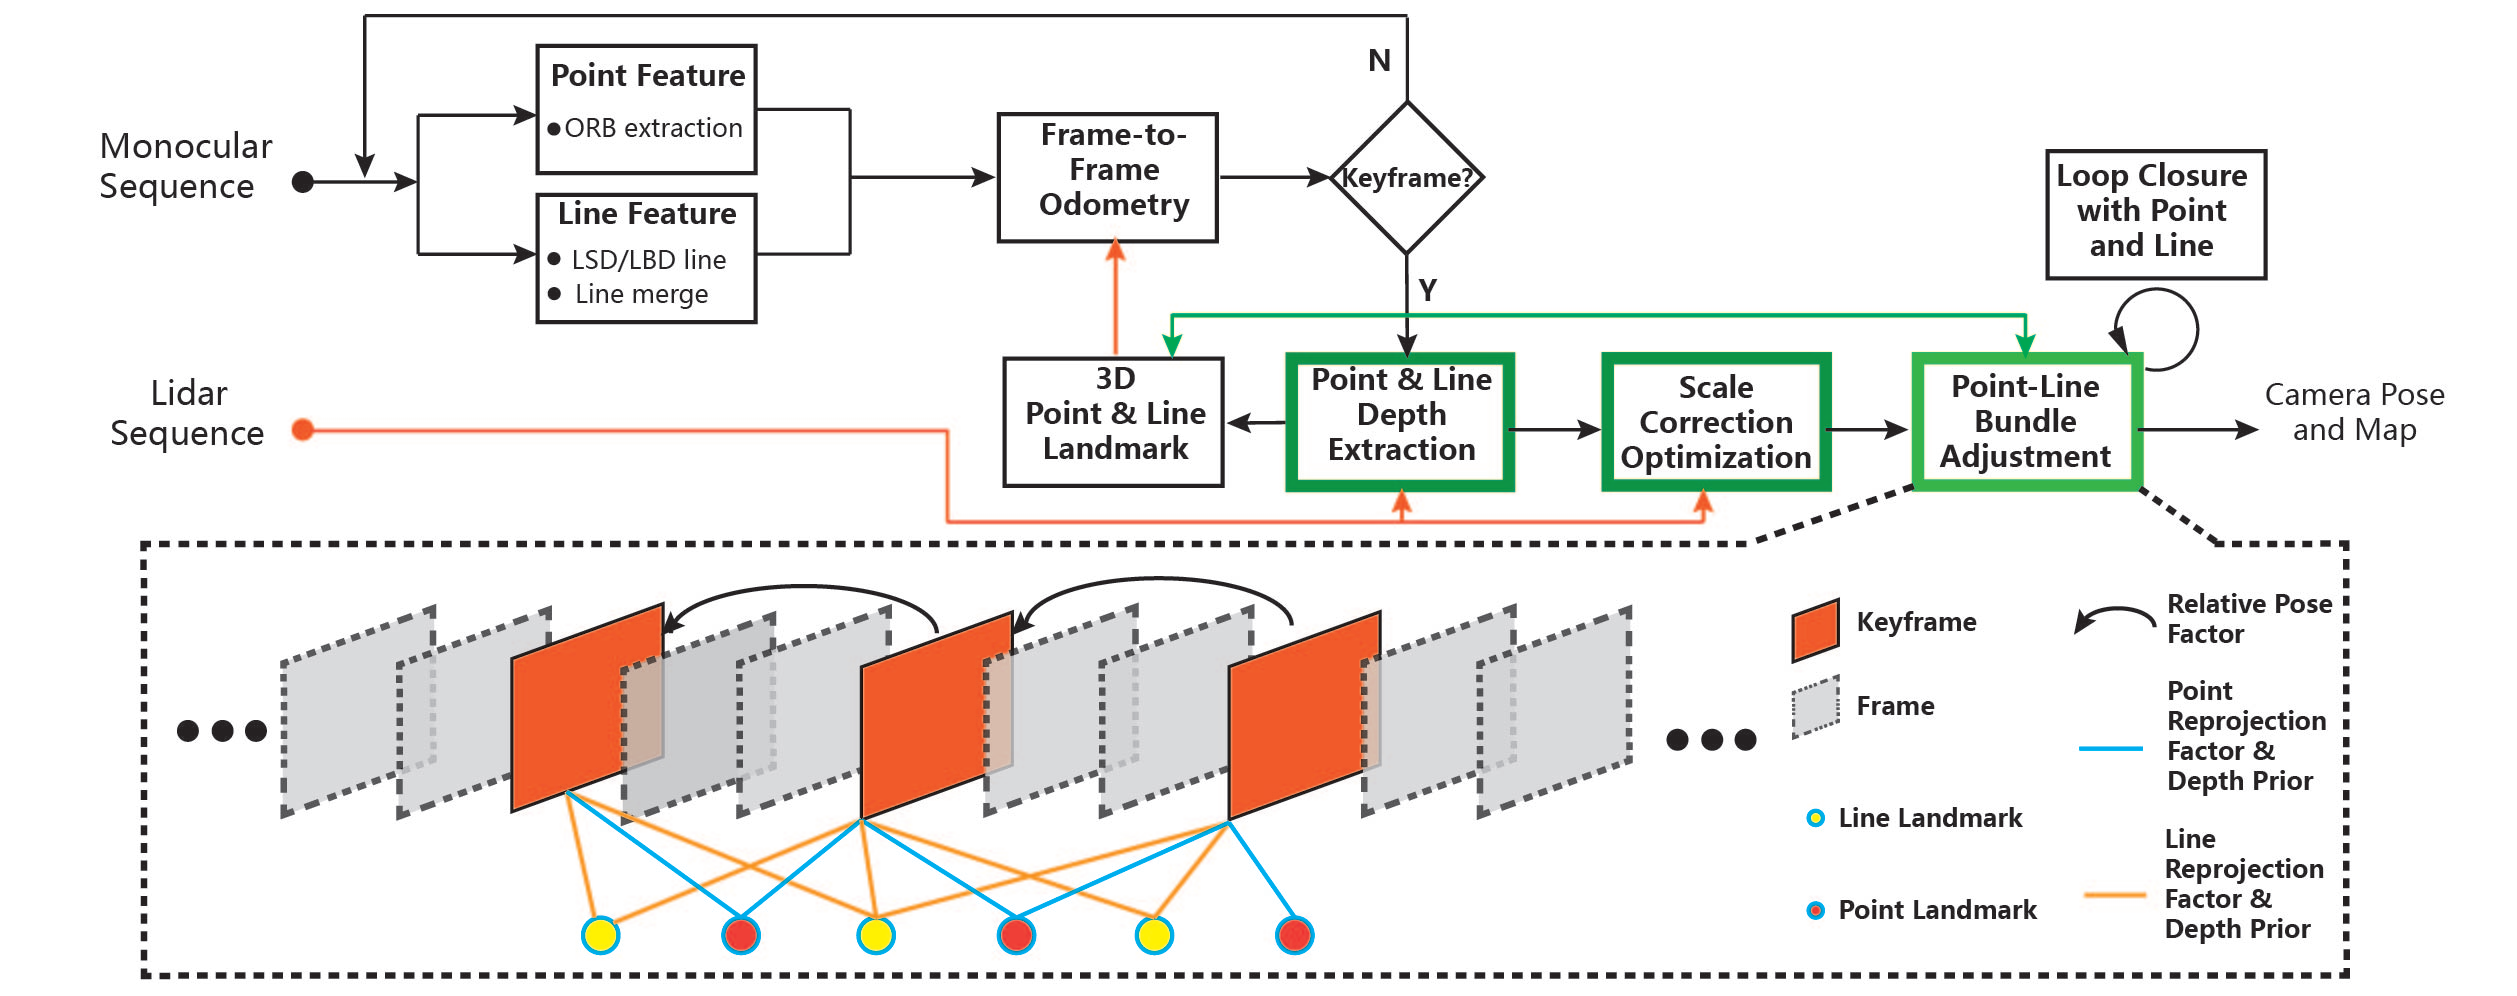 Monocular
Sequence
Point Feature
ORB extraction
Line Feature
LSD/LBD line
Line merge
Frame-to-
Frame
Odometry
Keyframe?
N
Y
Loop Closure
with Point
and Line
Lidar
Sequence
3D
Point & Line
Landmark
Point & Line
Depth
Extraction
Scale
Correction
Optimization
Point-Line
Bundle
Adjustment
Camera Pose
and Map
Keyframe
Frame
Line Landmark
Point Landmark
Relative Pose
Factor
Point
Reprojection
Factor &
Depth Prior
Line
Reprojection
Factor &
Depth Prior